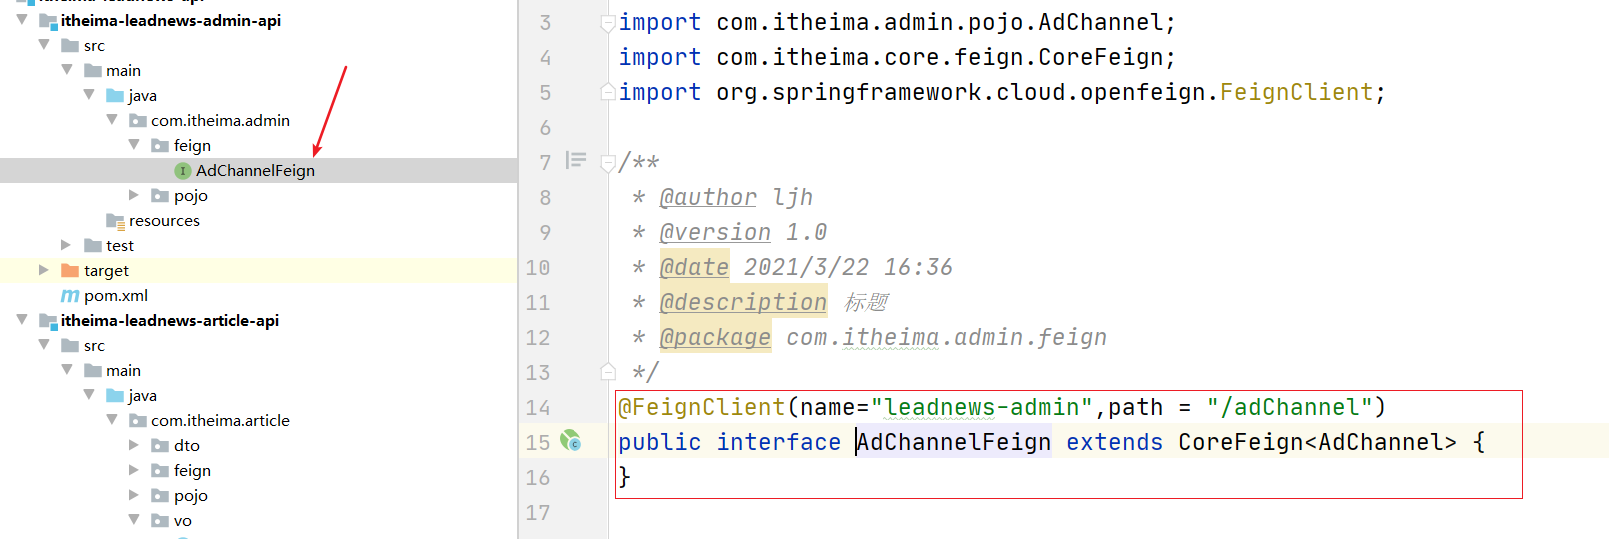 itheima-leadnews-admin-api
src
main
java
com.itheima.admin
feign
AdChannelFeign
pojo
resources
test
target
pom.xml
itheima-leadnews-article-api
src
main
java
com.itheima.article
dto
feign
pojo
vo
3 import com.itheima.admin.pojo.AdChannel;
4 import com.itheima.core.feign.CoreFeign;
5 import org.springframework.cloud.openfeign.FeignClient;
6
7 /**
8 * @author ljh
9 * @version 1.0
10 * @date 2021/3/22 16:36
11 * @description 标题
12 * @package com.itheima.admin.feign
13 */
14 @FeignClient(name="leadnews-admin",path = "/adChannel")
15 public interface AdChannelFeign extends CoreFeign<AdChannel> {
16 }
17